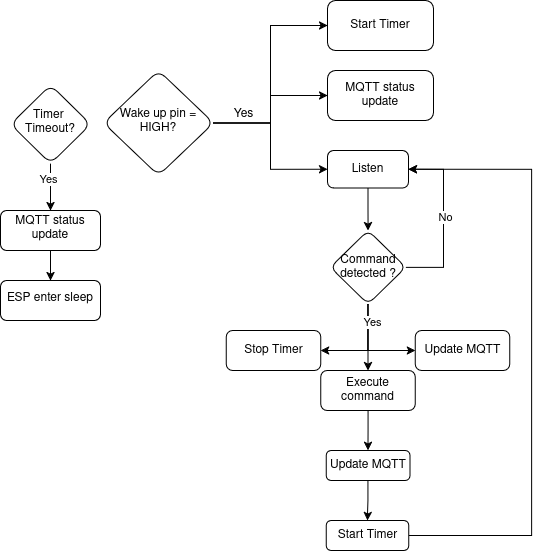 Start Timer
MQTT status
update
Timer
Timeout?
Wake up pin =
HIGH?
Yes
Listen
Yes
MQTT status
update
No
Command
detected ?
ESP enter sleep
Yes
Stop Timer
Update MQTT
Execute
command
Update MQTT
Start Timer